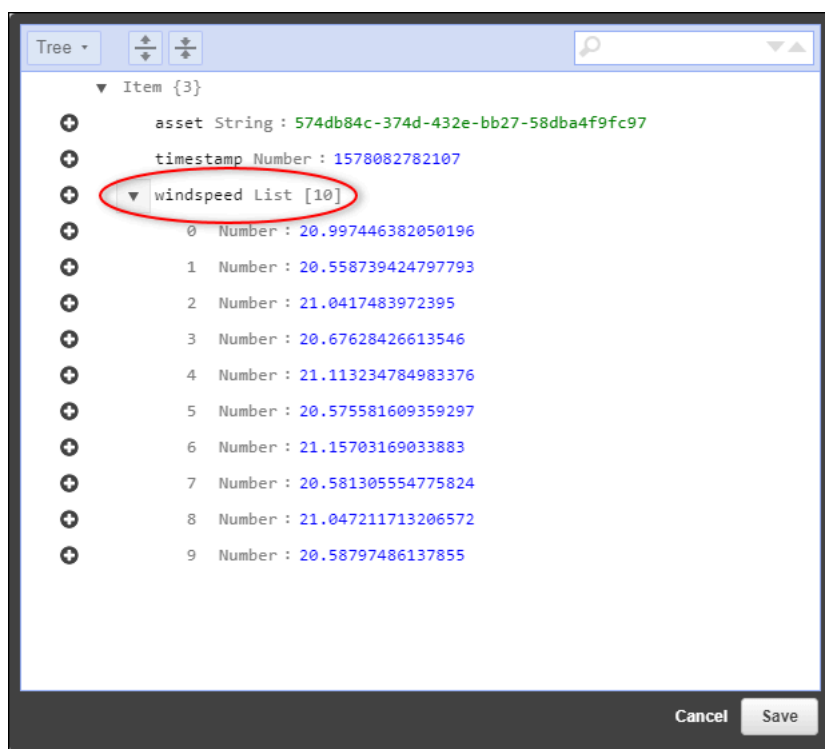 Tree
Item {3}
asset String : 574db84c-374d-432e-bb27-58dba4f9fc97
timestamp Number : 1578082782107
windspeed List [10]
0 Number : 20.997446382050196
1 Number : 20.558739424797793
2 Number : 21.0417483972395
3 Number : 20.67628426613546
4 Number : 21.113234784983376
5 Number : 20.575581609359297
6 Number : 21.15703169033883
7 Number : 20.581305554775824
8 Number : 21.047211713206572
9 Number : 20.58797486137855
Cancel Save